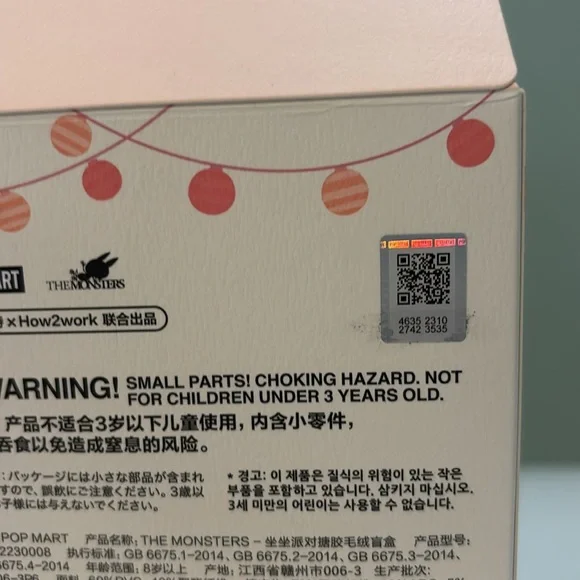 ART
THE MONSTERS
×How2work 联合出品
4635 2310
2742 3535
WARNING! SMALL PARTS! CHOKING HAZARD. NOT
FOR CHILDREN UNDER 3 YEARS OLD.
产品不适合3岁以下儿童使用，内含小零件，
吞食以免造成窒息的风险。
：パッケージには小さな部品が含まれ
すので、誤飲にご注意ください。3歳以
お子様には与えないでください。
* 경고: 이 제품은 질식의 위험이 있는 작은
부품을 포함하고 있습니다. 삼키지 마십시오.
3세 미만의 어린이는 사용할 수 없습니다.
POP MART 产品名称: THE MONSTERS – 坐坐派对搪胶毛绒盲盒 产品型号:
2230008 执行标准: GB 6675.1–2014、GB 6675.2–2014、GB 6675.3–2014、
6675.4–2014 年龄范围: 8岁以上 产地: 江西省赣州市006-3 生产批次: